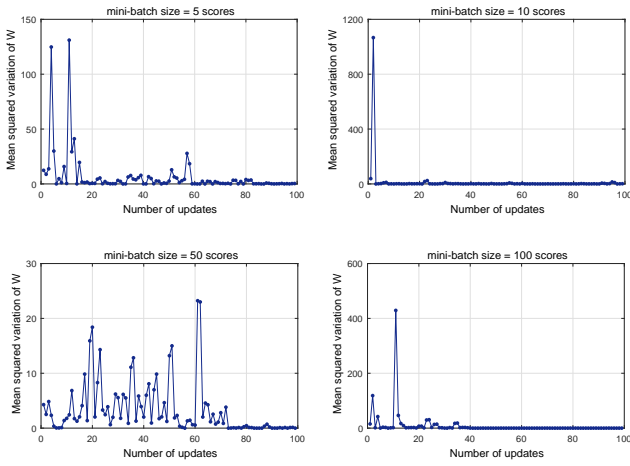 mini-batch size = 5 scores
Mean squared variation of W
150
100
50
0
0 20 40 60 80 100
Number of updates
mini-batch size = 10 scores
Mean squared variation of W
1200
800
400
0
0 20 40 60 80 100
Number of updates
mini-batch size = 50 scores
Mean squared variation of W
30
20
10
0
0 20 40 60 80 100
Number of updates
mini-batch size = 100 scores
Mean squared variation of W
600
400
200
0
0 20 40 60 80 100
Number of updates